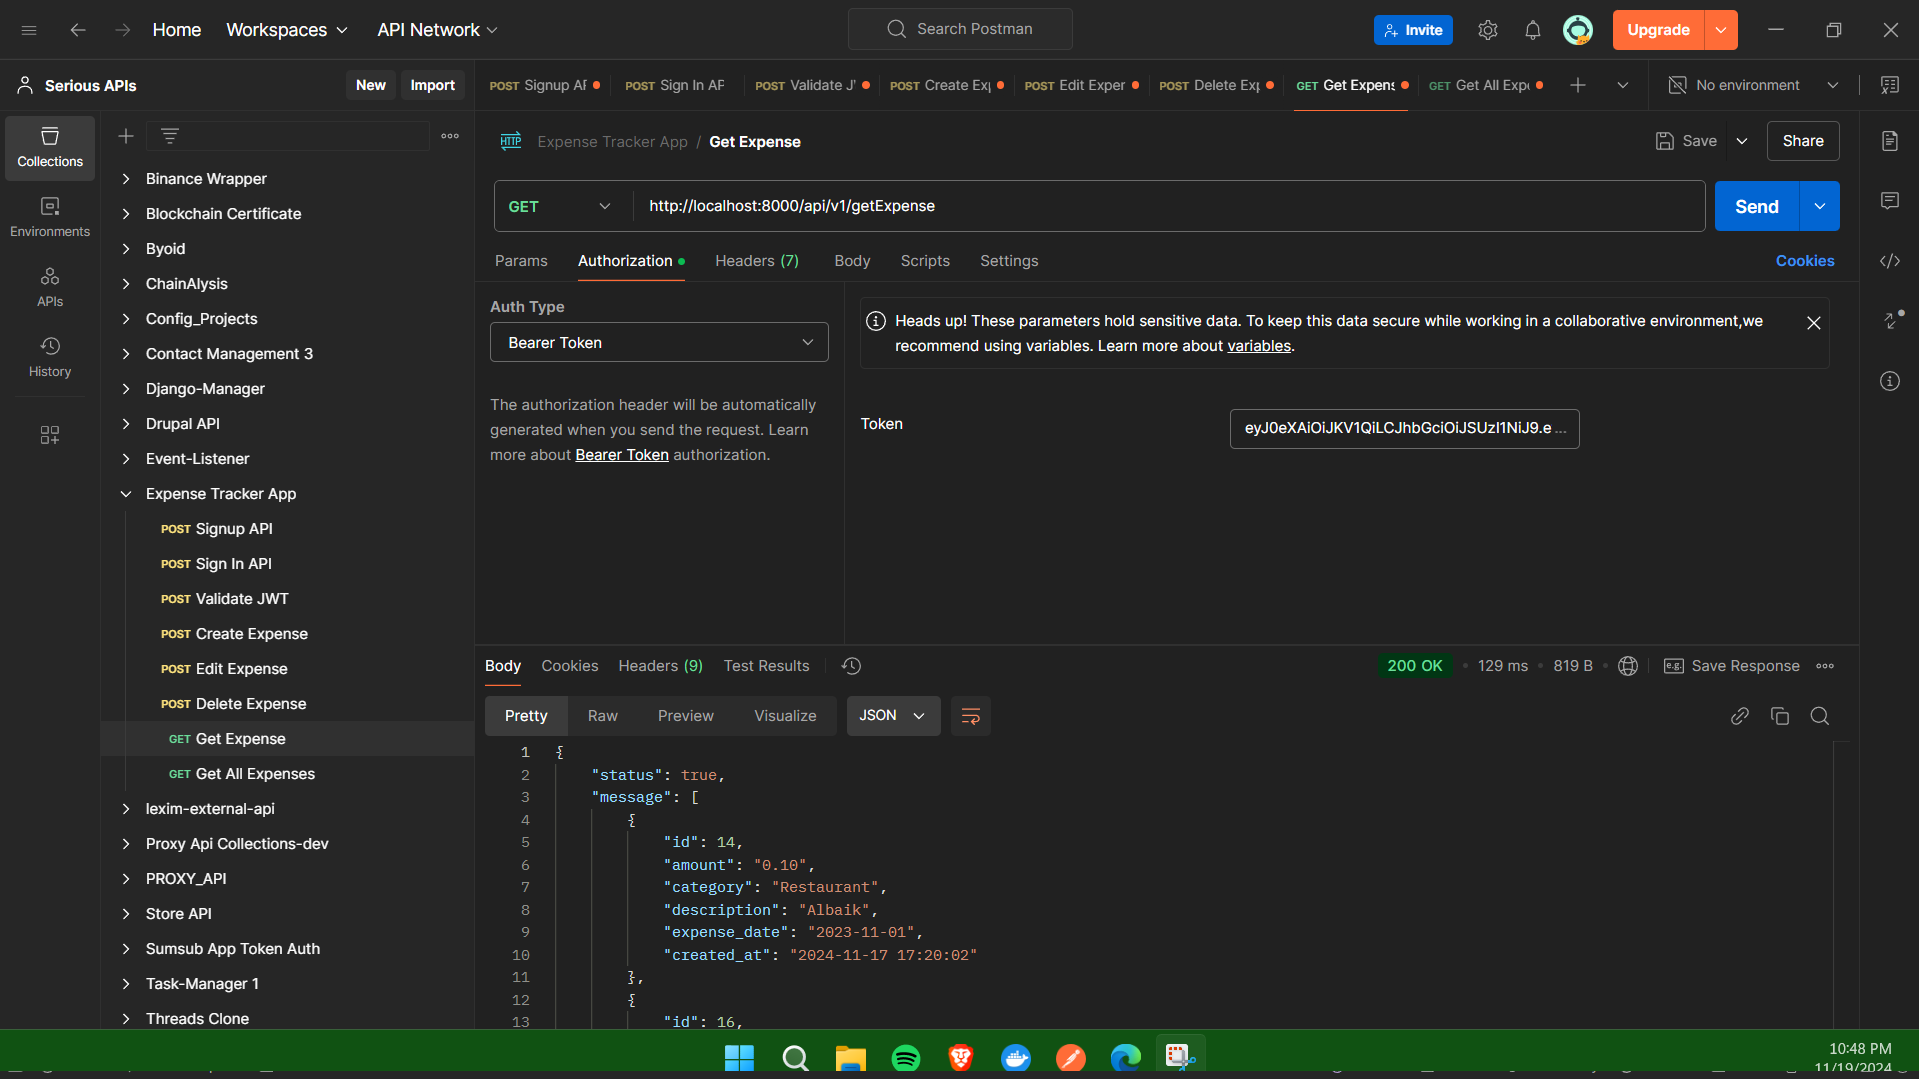 Home
Workspaces
API Network
Search Postman
Invite
Upgrade
Serious APIs
New
Import
POST Signup AF
POST Sign In AP
POST Validate J
POST Create Exp
POST Edit Exper
POST Delete Exp
GET Get Expens
GET Get All Exp
No environment
Collections
Environments
APIs
History
Binance Wrapper
Blockchain Certificate
Byoid
ChainAlysis
Config_Projects
Contact Management 3
Django-Manager
Drupal API
Event-Listener
Expense Tracker App
POST Signup API
POST Sign In API
POST Validate JWT
POST Create Expense
POST Edit Expense
POST Delete Expense
GET Get Expense
GET Get All Expenses
lexim-external-api
Proxy Api Collections-dev
PROXY_API
Store API
Sumsub App Token Auth
Task-Manager 1
Threads Clone
HTTP Expense Tracker App / Get Expense
Save
Share
GET
http://localhost:8000/api/v1/getExpense
Send
Params
Authorization
Headers (7)
Body
Scripts
Settings
Cookies
Auth Type
Bearer Token
The authorization header will be automatically
generated when you send the request. Learn
more about Bearer Token authorization.
Heads up! These parameters hold sensitive data. To keep this data secure while working in a collaborative environment,we
recommend using variables. Learn more about variables.
Token
eyJ0eXAiOiJKV1QiLCJhbGciOiJSUzI1NiJ9.e ...
Body
Cookies
Headers (9)
Test Results
200 OK
129 ms
819 B
e.g. Save Response
Pretty
Raw
Preview
Visualize
JSON
1 {
2 "status": true,
3 "message": [
4 {
5 "id": 14,
6 "amount": "0.10",
7 "category": "Restaurant",
8 "description": "Albaik",
9 "expense_date": "2023-11-01",
10 "created_at": "2024-11-17 17:20:02"
11 },
12 {
13 "id": 16,
10:48 PM
11/19/2024